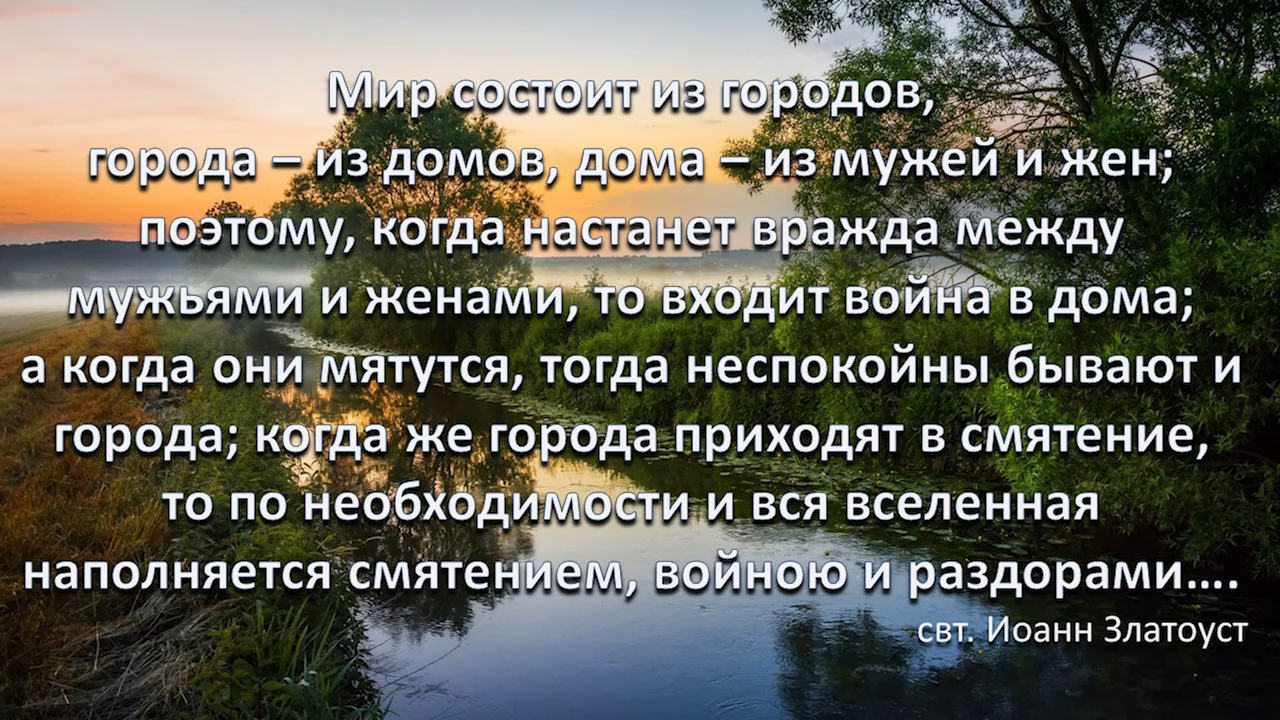 Мир состоит из городов,
города – из домов, дома – из мужей и жен;
поэтому, когда настанет вражда между
мужьями и женами, то входит война в дома;
а когда они мятутся, тогда неспокойны бывают и
города; когда же города приходят в смятение,
то по необходимости и вся вселенная
наполняется смятением, войною и раздорами....
свт. Иоанн Златоуст